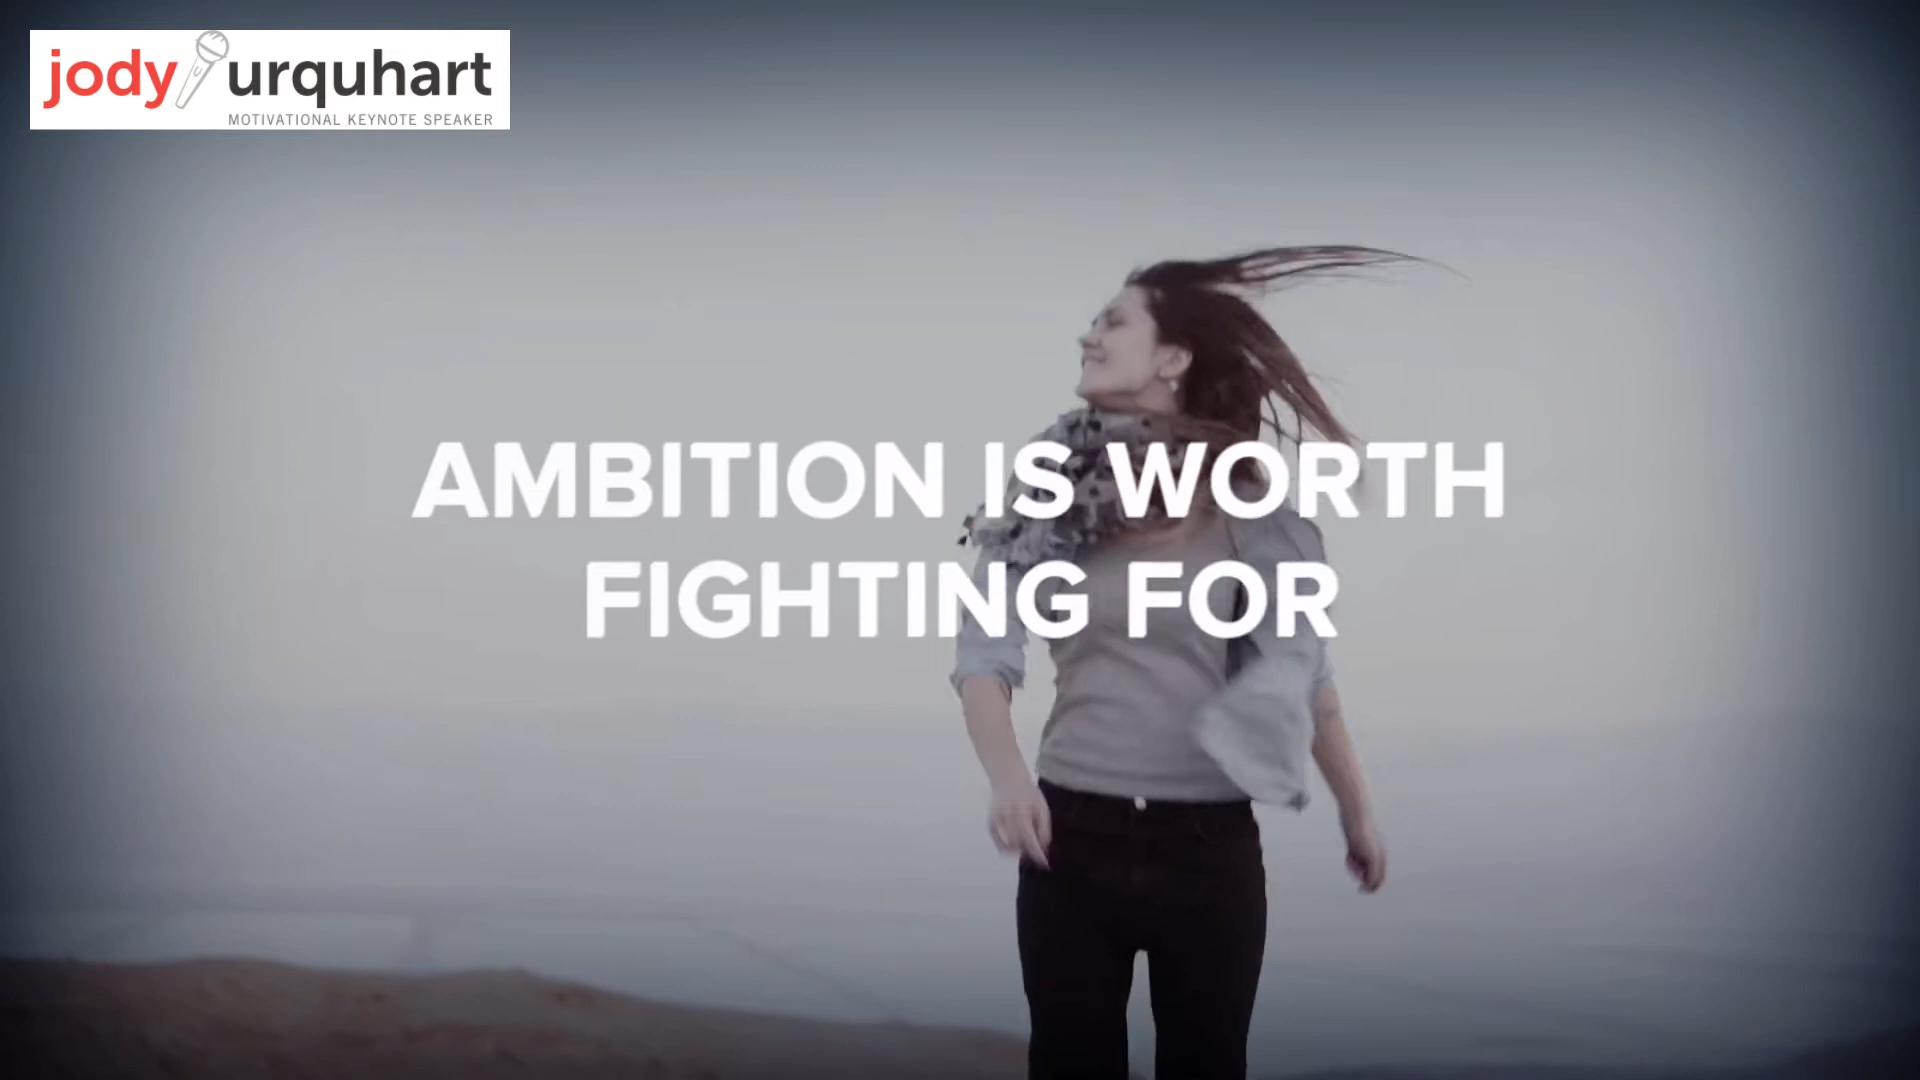 jody urquhart
MOTIVATIONAL KEYNOTE SPEAKER
AMBITION IS WORTH
FIGHTING FOR